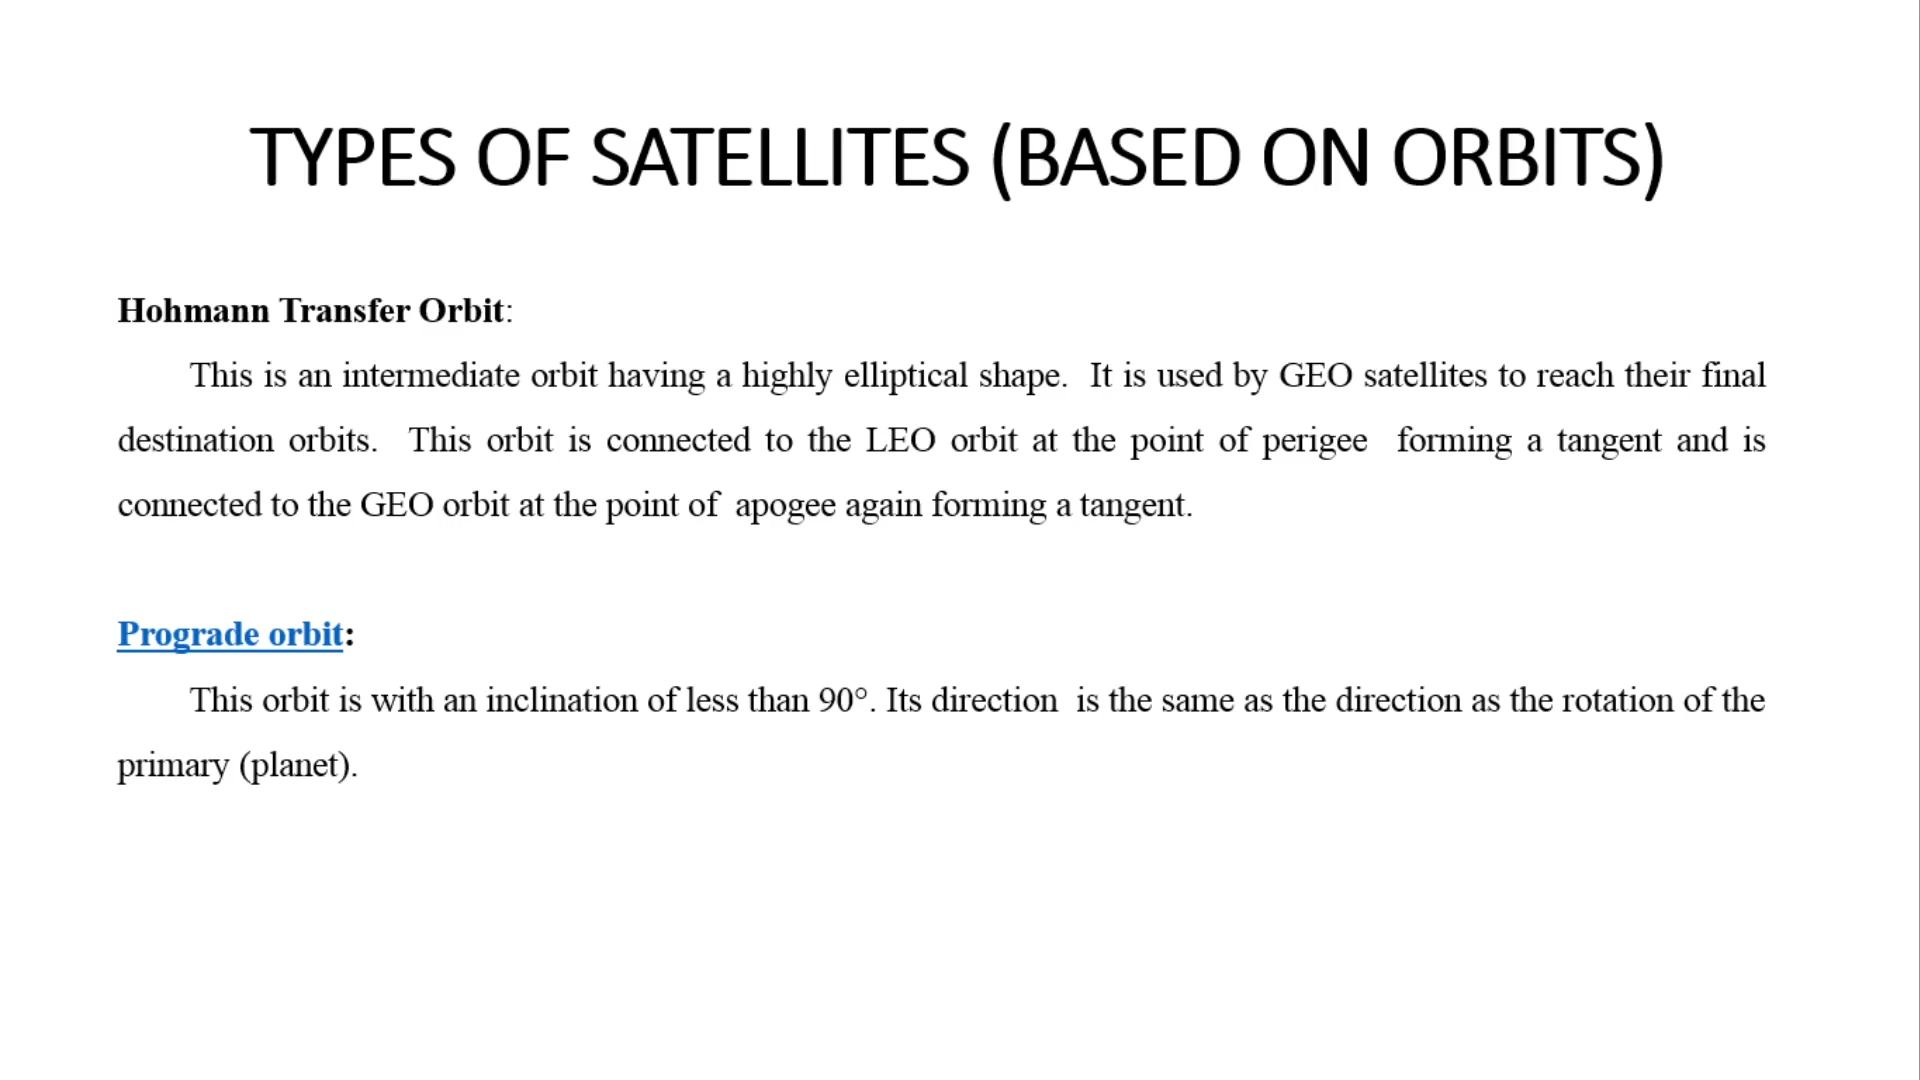 TYPES OF SATELLITES (BASED ON ORBITS)
Hohmann Transfer Orbit:
This is an intermediate orbit having a highly elliptical shape.  It is used by GEO satellites to reach their final
destination orbits.  This orbit is connected to the LEO orbit at the point of perigee  forming a tangent and is
connected to the GEO orbit at the point of  apogee again forming a tangent.
Prograde orbit:
This orbit is with an inclination of less than 90°. Its direction  is the same as the direction as the rotation of the
primary (planet).